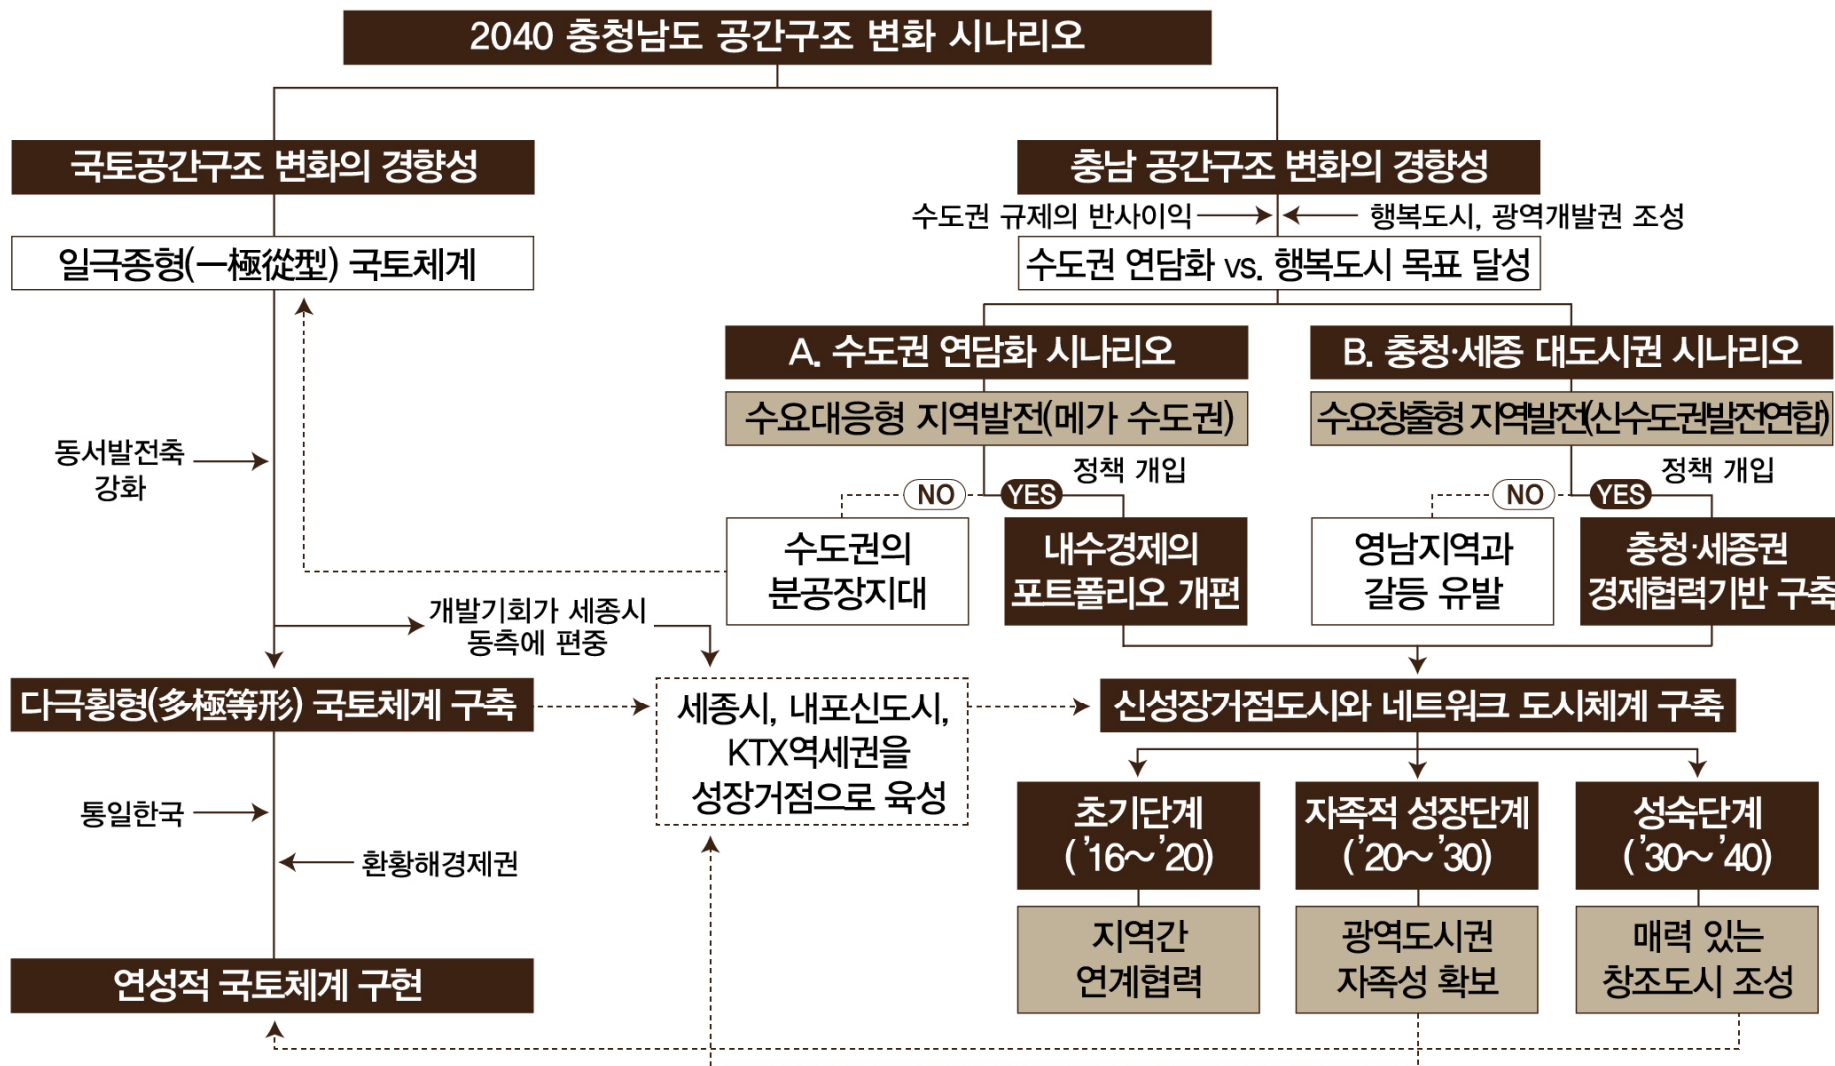 2040 충청남도 공간구조 변화 시나리오
국토공간구조 변화의 경향성
충남 공간구조 변화의 경향성
수도권 규제의 반사이익
행복도시, 광역개발권 조성
일극종형(一極從型) 국토체계
수도권 연담화 vs. 행복도시 목표 달성
A. 수도권 연담화 시나리오
B. 충청·세종 대도시권 시나리오
수요대응형 지역발전(메가 수도권)
수요창출형 지역발전(신수도권발전연합)
동서발전축
강화
정책 개입
정책 개입
NO
YES
NO
YES
수도권의
분공장지대
내수경제의
포트폴리오 개편
영남지역과
갈등 유발
충청·세종권
경제협력기반 구축
개발기회가 세종시
동측에 편중
다극횡형(多極等形) 국토체계 구축
세종시, 내포신도시,
KTX역세권을
성장거점으로 육성
신성장거점도시와 네트워크 도시체계 구축
통일한국
환황해경제권
초기단계
('16～'20)
자족적 성장단계
('20～'30)
성숙단계
('30～'40)
지역간
연계협력
광역도시권
자족성 확보
매력 있는
창조도시 조성
연성적 국토체계 구현